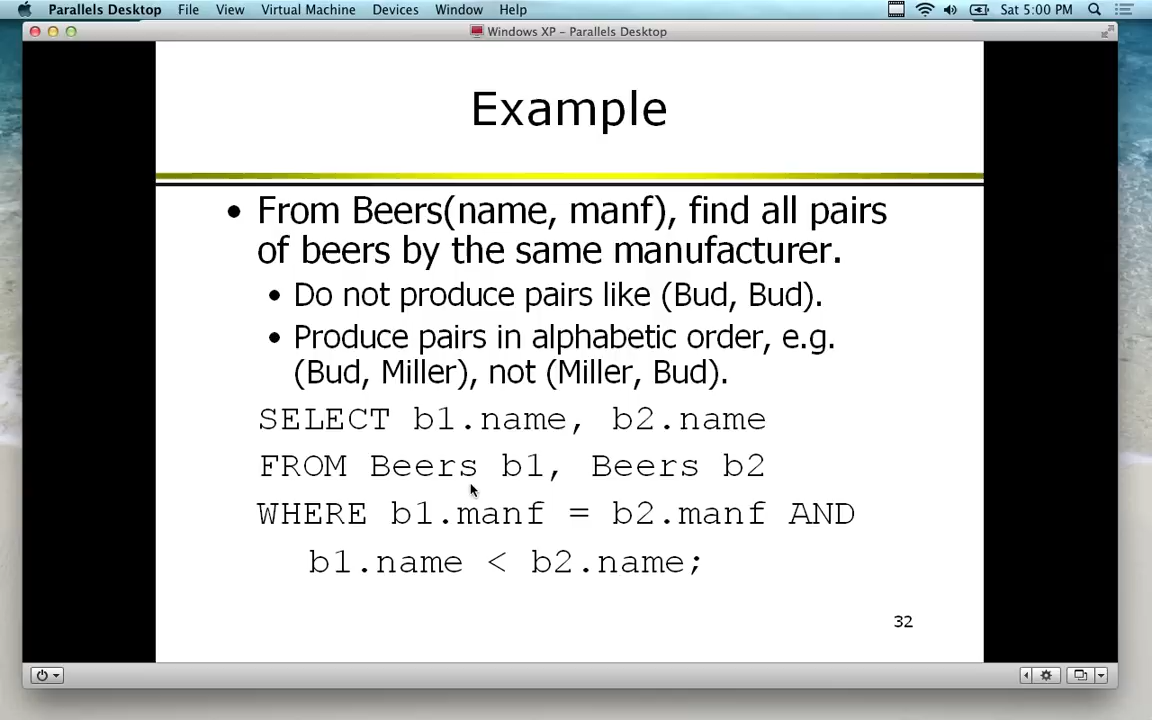 Parallels Desktop File View Virtual Machine Devices Window Help Sat 5:00 PM
Windows XP – Parallels Desktop
Example
• From Beers(name, manf), find all pairs
of beers by the same manufacturer.
• Do not produce pairs like (Bud, Bud).
• Produce pairs in alphabetic order, e.g.
(Bud, Miller), not (Miller, Bud).
SELECT b1.name, b2.name
FROM Beers b1, Beers b2
WHERE b1.manf = b2.manf AND
b1.name < b2.name;
32